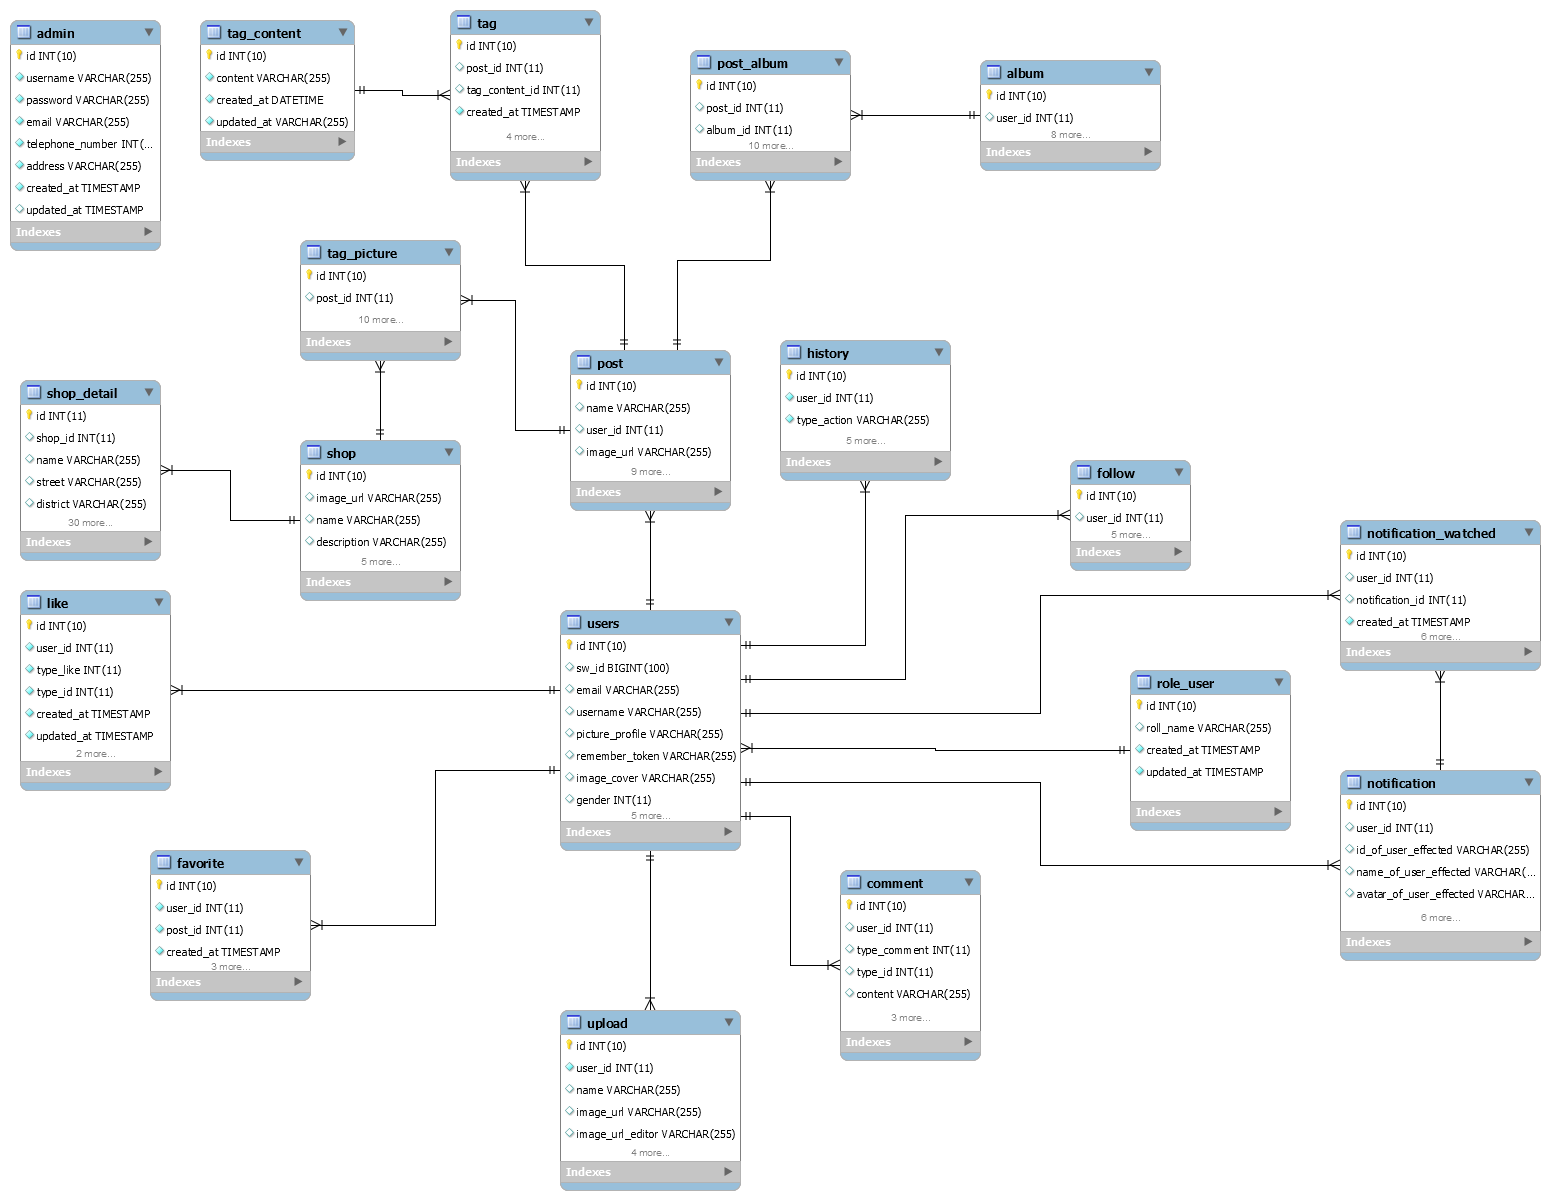 admin
id INT(10)
username VARCHAR(255)
password VARCHAR(255)
email VARCHAR(255)
telephone_number INT(...
address VARCHAR(255)
created_at TIMESTAMP
updated_at TIMESTAMP
Indexes
tag_content
id INT(10)
content VARCHAR(255)
created_at DATETIME
updated_at VARCHAR(255)
Indexes
tag
id INT(10)
post_id INT(11)
tag_content_id INT(11)
created_at TIMESTAMP
4 more...
Indexes
post_album
id INT(10)
post_id INT(11)
album_id INT(11)
10 more...
Indexes
album
id INT(10)
user_id INT(11)
8 more...
Indexes
tag_picture
id INT(10)
post_id INT(11)
10 more...
Indexes
post
id INT(10)
name VARCHAR(255)
user_id INT(11)
image_url VARCHAR(255)
9 more...
Indexes
history
id INT(10)
user_id INT(11)
type_action VARCHAR(255)
5 more...
Indexes
shop_detail
id INT(11)
shop_id INT(11)
name VARCHAR(255)
street VARCHAR(255)
district VARCHAR(255)
30 more...
Indexes
shop
id INT(10)
image_url VARCHAR(255)
name VARCHAR(255)
description VARCHAR(255)
5 more...
Indexes
follow
id INT(10)
user_id INT(11)
5 more...
Indexes
notification_watched
id INT(10)
user_id INT(11)
notification_id INT(11)
created_at TIMESTAMP
6 more...
Indexes
like
id INT(10)
user_id INT(11)
type_like INT(11)
type_id INT(11)
created_at TIMESTAMP
updated_at TIMESTAMP
2 more...
Indexes
users
id INT(10)
sw_id BIGINT(100)
email VARCHAR(255)
username VARCHAR(255)
picture_profile VARCHAR(255)
remember_token VARCHAR(255)
image_cover VARCHAR(255)
gender INT(11)
5 more...
Indexes
role_user
id INT(10)
roll_name VARCHAR(255)
created_at TIMESTAMP
updated_at TIMESTAMP
Indexes
notification
id INT(10)
user_id INT(11)
id_of_user_effected VARCHAR(255)
name_of_user_effected VARCHAR(...
avatar_of_user_effected VARCHAR...
6 more...
Indexes
favorite
id INT(10)
user_id INT(11)
post_id INT(11)
created_at TIMESTAMP
3 more...
Indexes
comment
id INT(10)
user_id INT(11)
type_comment INT(11)
type_id INT(11)
content VARCHAR(255)
3 more...
Indexes
upload
id INT(10)
user_id INT(11)
name VARCHAR(255)
image_url VARCHAR(255)
image_url_editor VARCHAR(255)
4 more...
Indexes